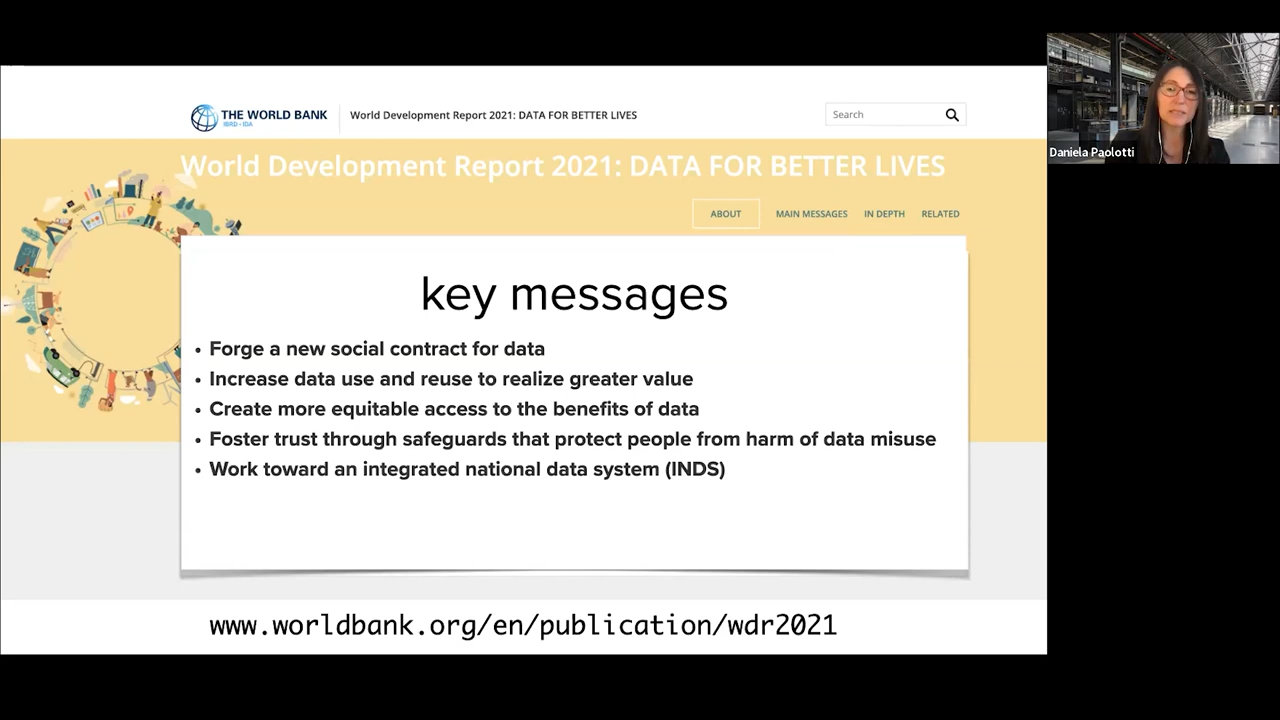 THE WORLD BANK
IBRD • IDA
World Development Report 2021: DATA FOR BETTER LIVES
Search
Daniela Paolotti
World Development Report 2021: DATA FOR BETTER LIVES
ABOUT
MAIN MESSAGES
IN DEPTH
RELATED
key messages
• Forge a new social contract for data
• Increase data use and reuse to realize greater value
• Create more equitable access to the benefits of data
• Foster trust through safeguards that protect people from harm of data misuse
• Work toward an integrated national data system (INDS)
www.worldbank.org/en/publication/wdr2021